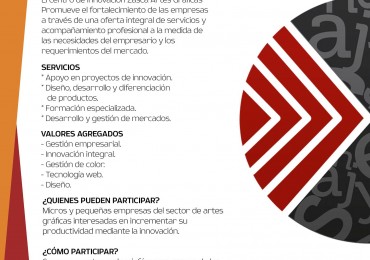 El Centro de Innovación Zasca Artes Gráficas
Promueve el fortalecimiento de las empresas
a través de una oferta integral de servicios y
acompañamiento profesional a la medida de
las necesidades del empresario y los
requerimientos del mercado.
SERVICIOS
* Apoyo en proyectos de innovación.
* Diseño, desarrollo y diferenciación
de productos.
* Formación especializada.
* Desarrollo y gestión de mercados.
VALORES AGREGADOS
- Gestión empresarial.
- Innovación integral.
- Gestión de color.
- Tecnología web.
- Diseño.
¿QUIENES PUEDEN PARTICIPAR?
Micros y pequeñas empresas del sector de artes
gráficas interesadas en incrementar su
productividad mediante la innovación.
¿CÓMO PARTICIPAR?